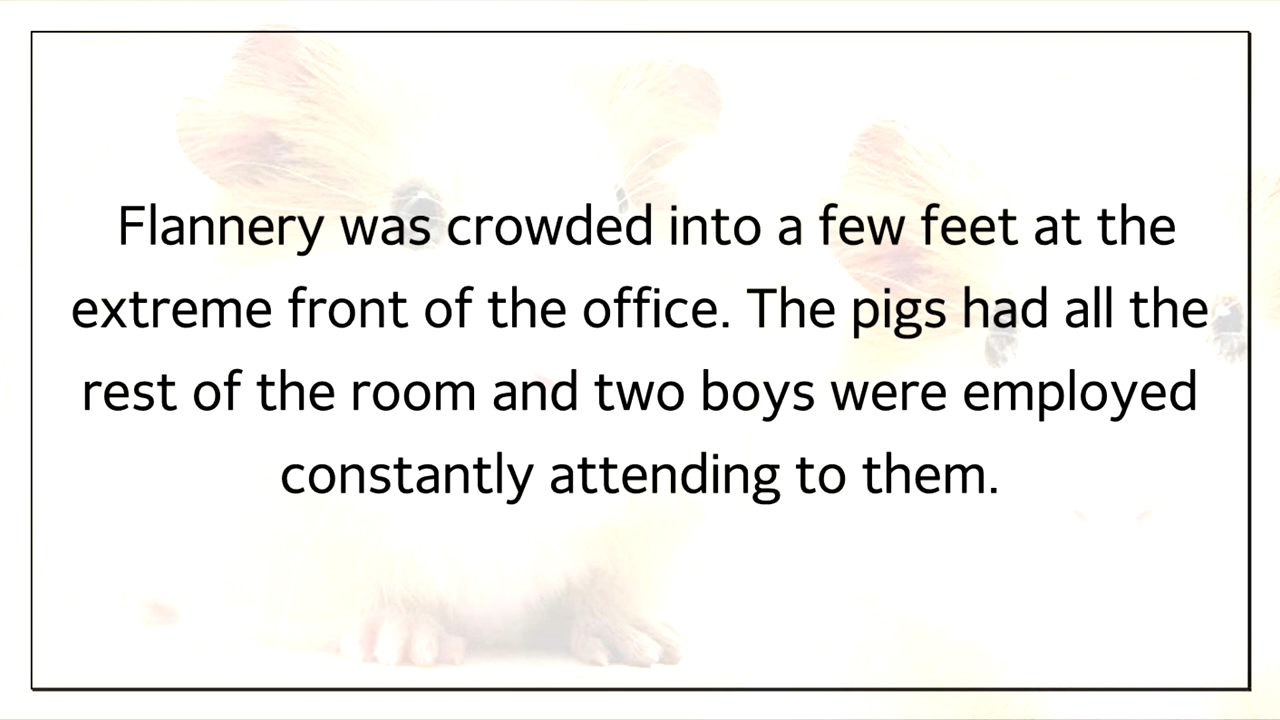 Flannery was crowded into a few feet at the
extreme front of the office. The pigs had all the
rest of the room and two boys were employed
constantly attending to them.